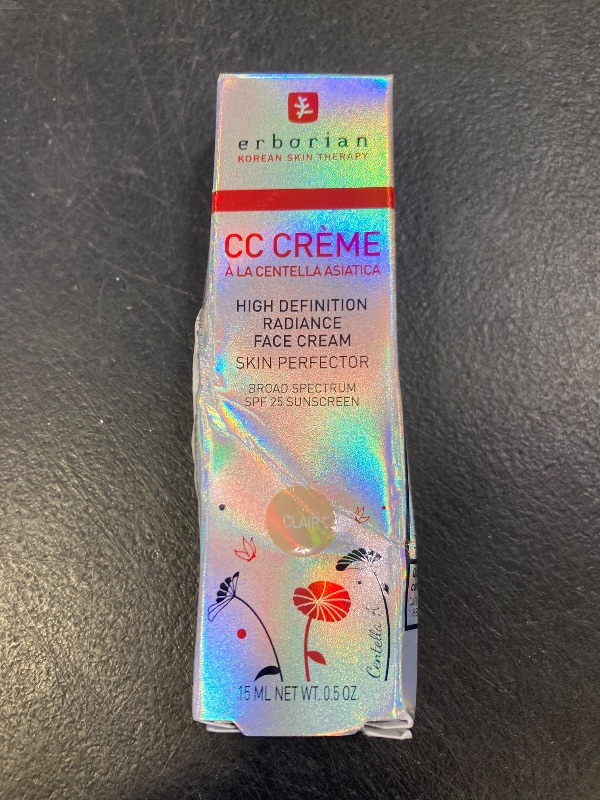 erborian
KOREAN SKIN THERAPY
CC CRÈME
À LA CENTELLA ASIATICA
HIGH DEFINITION
RADIANCE
FACE CREAM
SKIN PERFECTOR
BROAD SPECTRUM
SPF 25 SUNSCREEN
CLAIR
Centella A
15 ML NET WT. 0.5 OZ.